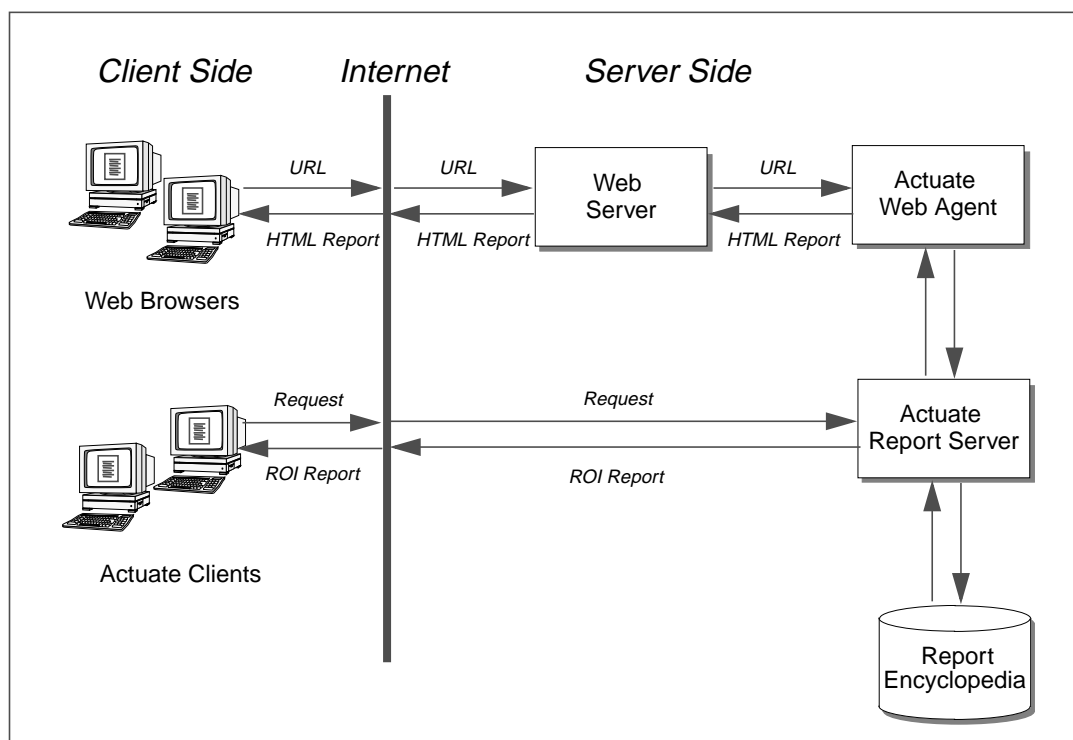 Client Side
Internet
Server Side
URL
URL
URL
Web
Server
Actuate
Web Agent
HTML Report
HTML Report
HTML Report
Web Browsers
Request
Request
Actuate
Report Server
ROI Report
ROI Report
Actuate Clients
Report
Encyclopedia